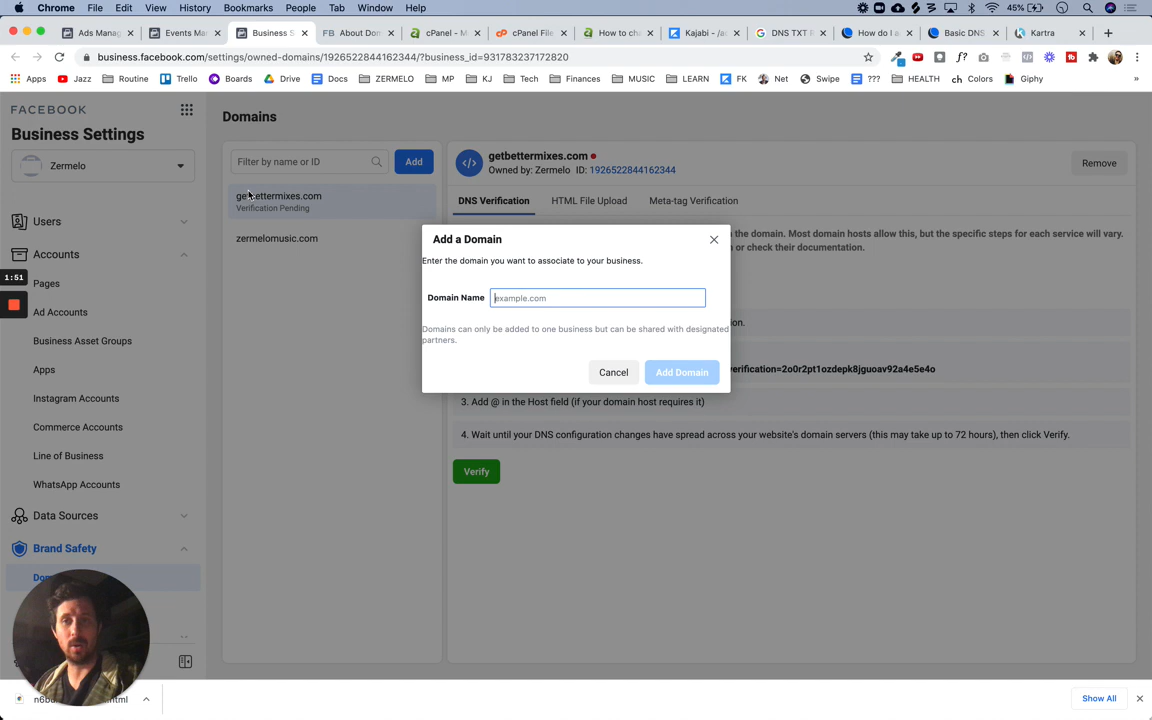 Chrome File Edit View History Bookmarks People Tab Window Help 45%
Ads Manag Events Man Business S FB About Dom cPanel - M cPanel File How to cha Kajabi - /ac DNS TXT R How do I a Basic DNS Kartra
business.facebook.com/settings/owned-domains/1926522844162344/?business_id=931783237172820
Apps Jazz Routine Trello Boards Drive Docs ZERMELO MP KJ Tech Finances MUSIC LEARN FK Net Swipe ??? HEALTH ch Colors Giphy »
FACEBOOK
Business Settings
Zermelo
Users
Accounts
1:51
Pages
Ad Accounts
Business Asset Groups
Apps
Instagram Accounts
Commerce Accounts
Line of Business
WhatsApp Accounts
Data Sources
Brand Safety
Domains
Filter by name or ID Add
getbettermixes.com
Verification Pending
zermelomusic.com
getbettermixes.com
Owned by: Zermelo ID: 1926522844162344
Remove
DNS Verification HTML File Upload Meta-tag Verification
the domain. Most domain hosts allow this, but the specific steps for each service will vary.
or check their documentation.
Add a Domain
Enter the domain you want to associate to your business.
Domain Name example.com
Domains can only be added to one business but can be shared with designated
partners.
Cancel Add Domain
verification=2o0r2pt1ozdepk8jguoav92a4e5e4o
3. Add @ in the Host field (if your domain host requires it)
4. Wait until your DNS configuration changes have spread across your website's domain servers (this may take up to 72 hours), then click Verify.
Verify
Show All